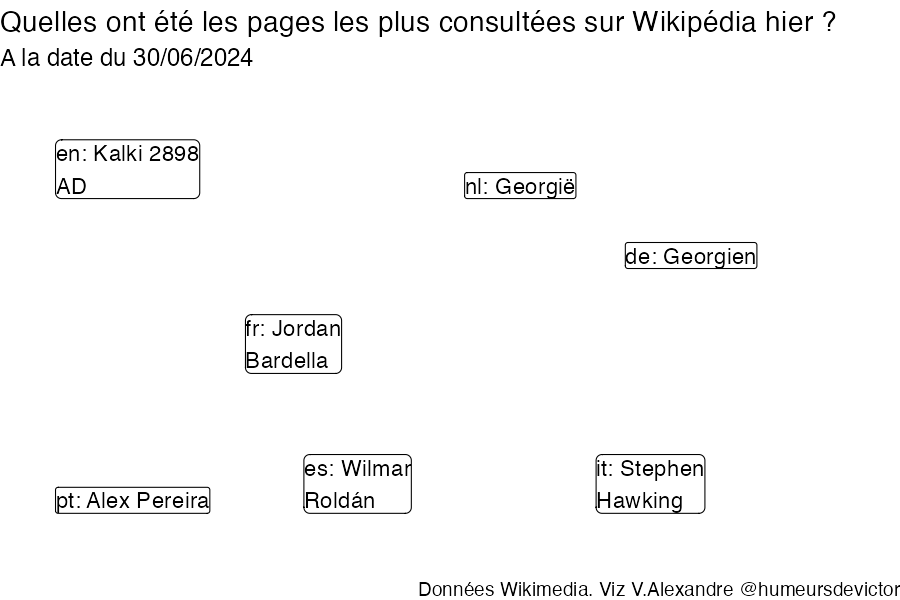 Quelles ont été les pages les plus consultées sur Wikipédia hier ?
A la date du 30/06/2024
en: Kalki 2898
AD
nl: Georgië
de: Georgien
fr: Jordan
Bardella
es: Wilmar
Roldán
it: Stephen
Hawking
pt: Alex Pereira
Données Wikimedia. Viz V.Alexandre @humeursdevictor